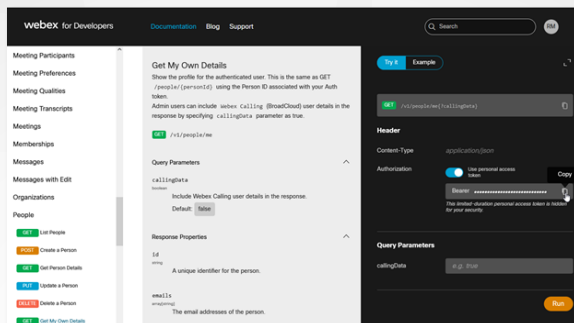 webex for Developers
Documentation Blog Support
Search
RM
Meeting Participants
Meeting Preferences
Meeting Qualities
Meeting Transcripts
Meetings
Memberships
Messages
Messages with Edit
Organizations
People
GET List People
POST Create a Person
GET Get Person Details
PUT Update a Person
DELETE Delete a Person
GET Get My Own Details
Get My Own Details
Show the profile for the authenticated user. This is the same as GET
/people/{personId} using the Person ID associated with your Auth
token.
Admin users can include Webex Calling (BroadCloud) user details in the
response by specifying callingData parameter as true.
GET /v1/people/me
Query Parameters
callingData
boolean
Include Webex Calling user details in the response.
Default: false
Response Properties
id
string
A unique identifier for the person.
emails
array[string]
The email addresses of the person.
Try it Example
GET /v1/people/me{?callingData}
Header
Content-Type application/json
Authorization
Use personal access
token
Copy
Bearer ••••••••••••••••••••••••••
This limited-duration personal access token is hidden
for your security.
Query Parameters
callingData e.g. true
Run